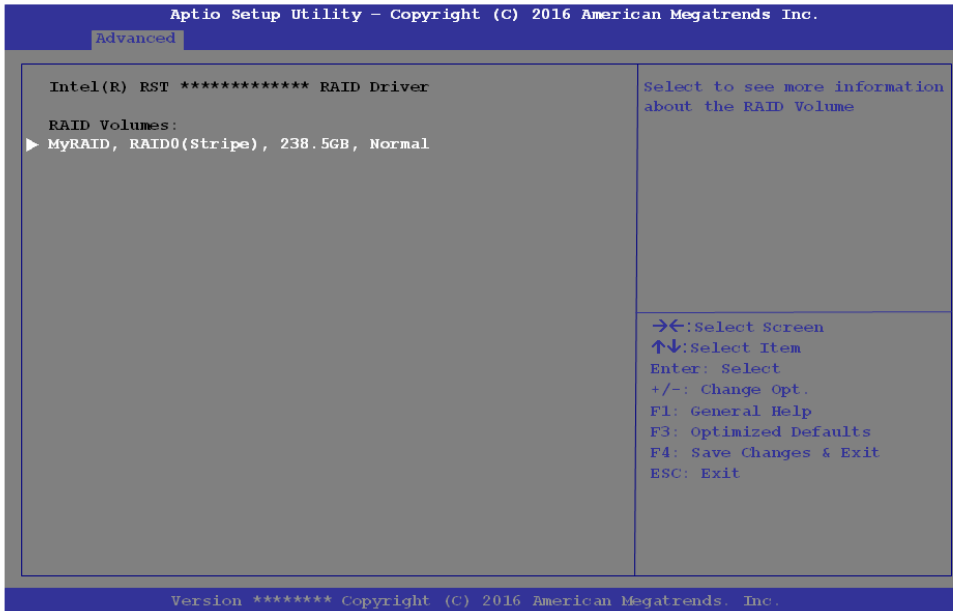 Aptio Setup Utility – Copyright (C) 2016 American Megatrends Inc.
Advanced
Intel(R) RST ************* RAID Driver
RAID Volumes:
▶ MyRAID, RAID0(Stripe), 238.5GB, Normal
Select to see more information
about the RAID Volume
→←:Select Screen
↑↓:Select Item
Enter: Select
+/-: Change Opt.
F1: General Help
F3: Optimized Defaults
F4: Save Changes & Exit
ESC: Exit
Version ******** Copyright (C) 2016 American Megatrends. Inc.